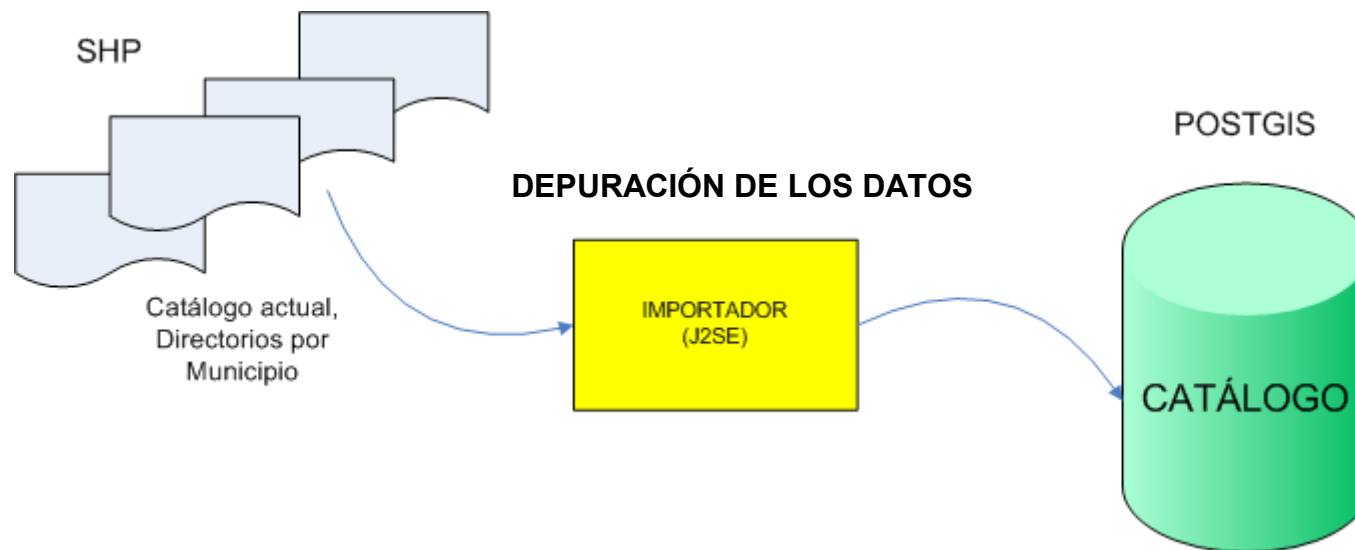 SHP
Catálogo actual,
Directorios por
Municipio
DEPURACIÓN DE LOS DATOS
IMPORTADOR
(J2SE)
POSTGIS
CATÁLOGO